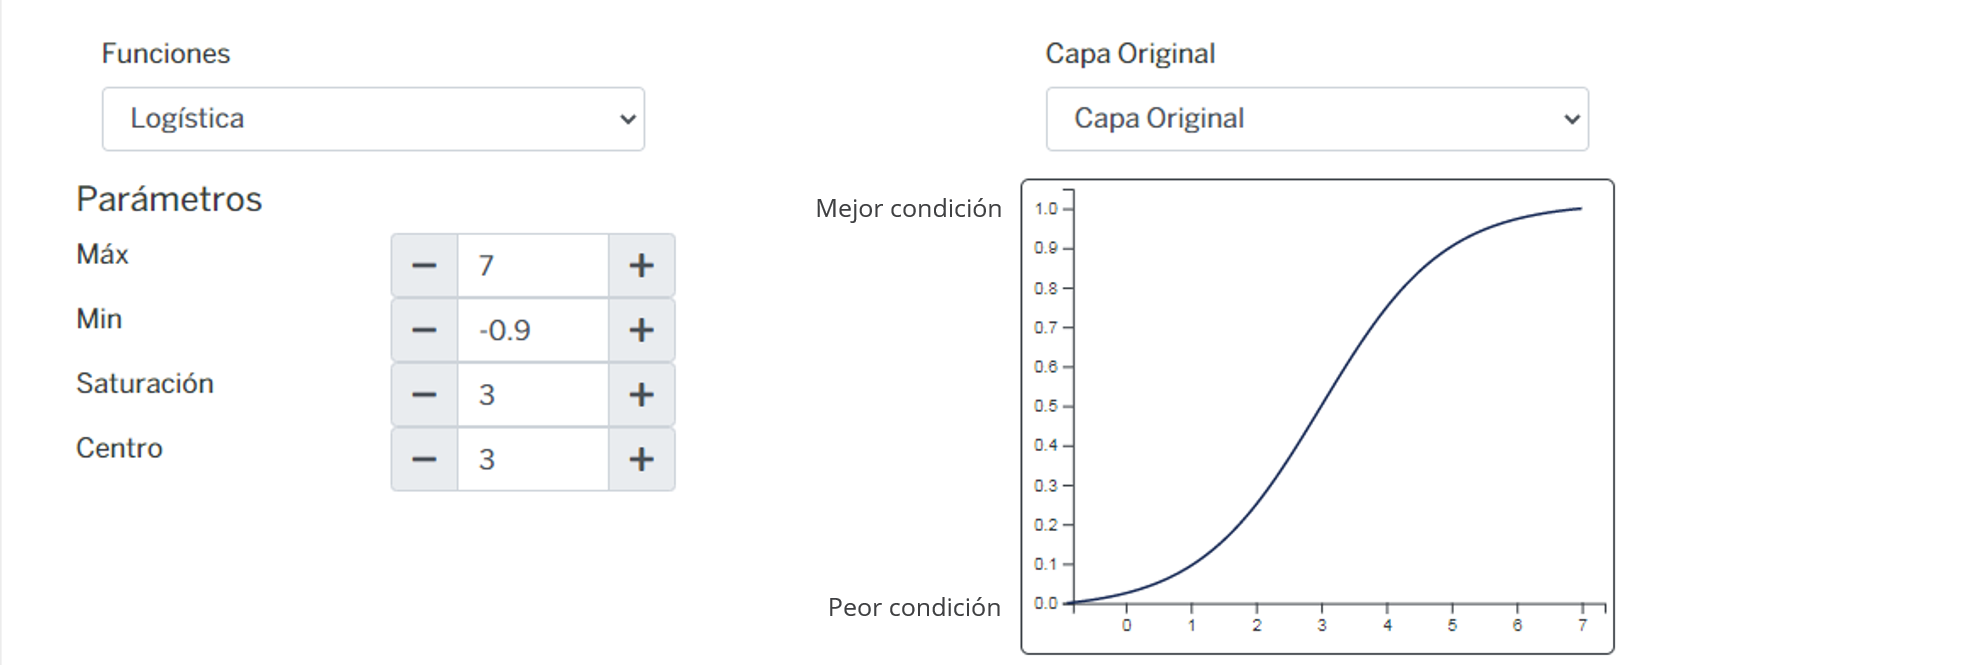 Funciones
Logística
Parámetros
Máx
7
Min
-0.9
Saturación
3
Centro
3
Capa Original
Capa Original
Mejor condición
Peor condición
1.0
0.9
0.8
0.7
0.6
0.5
0.4
0.3
0.2
0.1
0.0
0 1 2 3 4 5 6 7